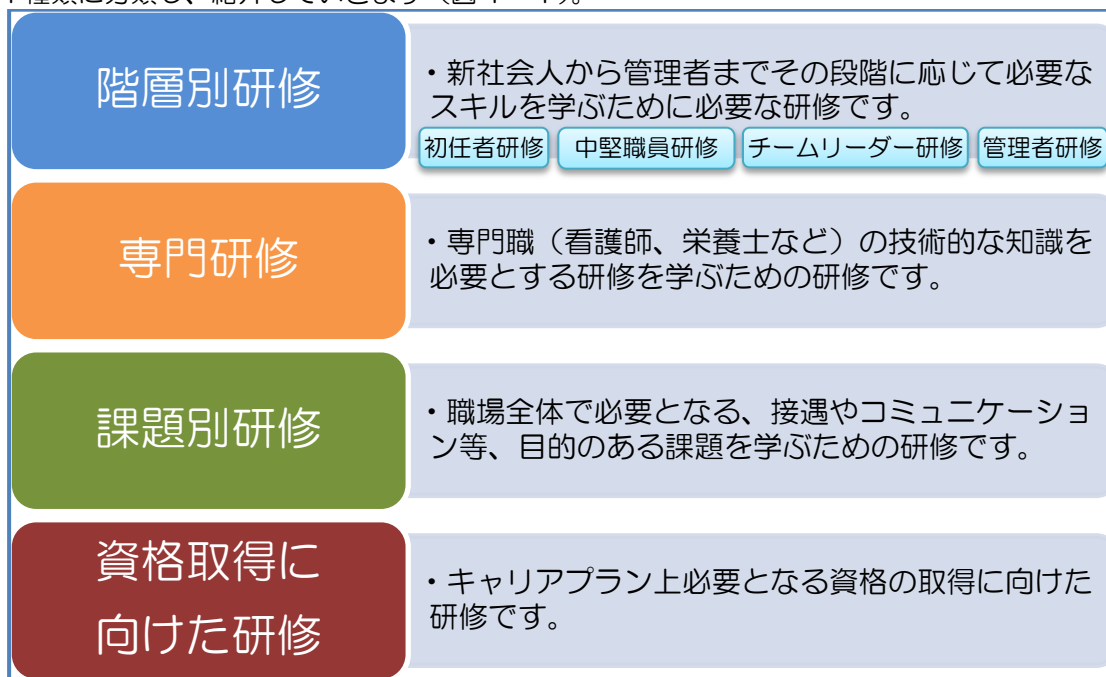 階層別研修
・新社会人から管理者までその段階に応じて必要な
スキルを学ぶために必要な研修です。
初任者研修 中堅職員研修 チームリーダー研修 管理者研修
専門研修
・専門職（看護師、栄養士など）の技術的な知識を
必要とする研修を学ぶための研修です。
課題別研修
・職場全体で必要となる、接遇やコミュニケーショ
ン等、目的のある課題を学ぶための研修です。
資格取得に
向けた研修
・キャリアプラン上必要となる資格の取得に向けた
研修です。